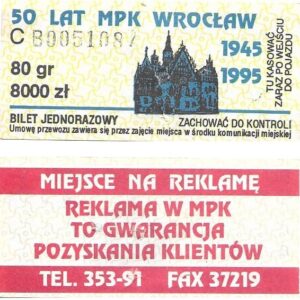 50 LAT MPK WROCŁAW
C B0051087
1945
1995
80 gr
8000 zł
TU KASOWAĆ
ZARAZ PO WEJŚCIU
DO POJAZDU
BILET JEDNORAZOWY ZACHOWAĆ DO KONTROLI
Umowę przewozu zawiera się przez zajęcie miejsca w środku komunikacji miejskiej
MIEJSCE NA REKLAMĘ
REKLAMA W MPK
TO GWARANCJA
POZYSKANIA KLIENTÓW
TEL. 353-91 FAX 37219